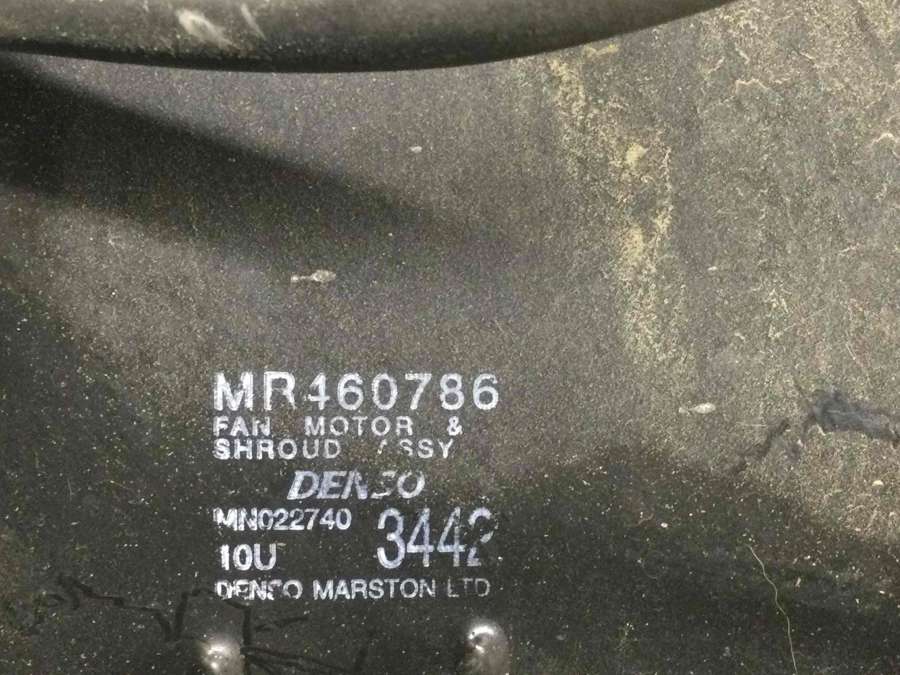 MR460786
FAN MOTOR &
SHROUD ASSY
DENSO
MN022740 3442
10U
DENSO MARSTON LTD